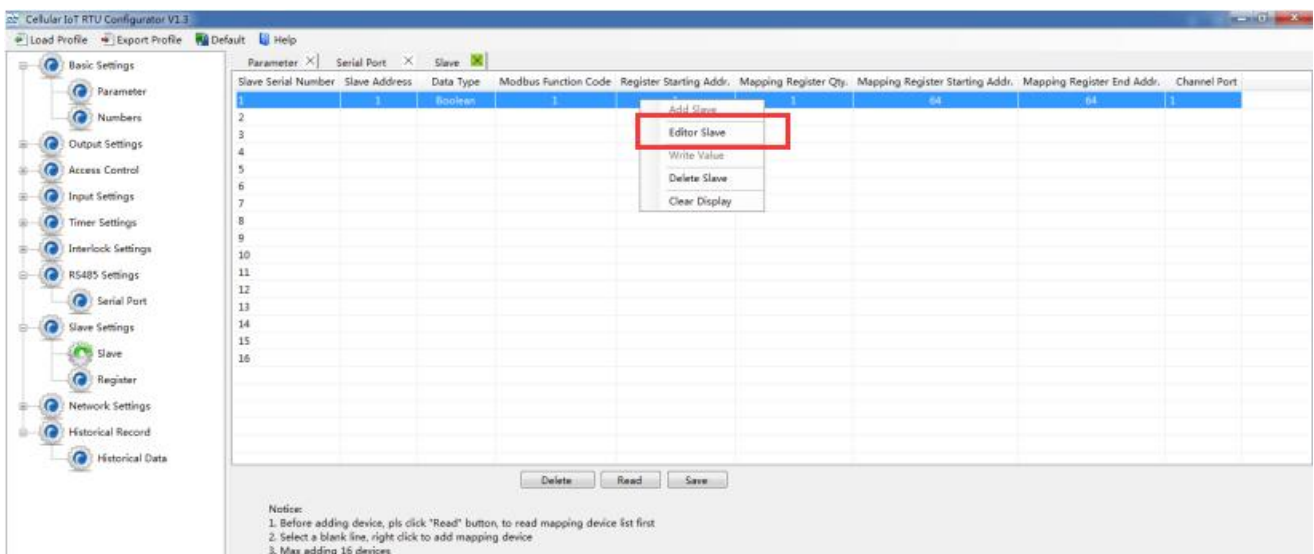 Cellular IoT RTU Configurator V1.3
Load Profile Export Profile Default Help
Basic Settings
Parameter
Numbers
Output Settings
Access Control
Input Settings
Timer Settings
Interlock Settings
RS485 Settings
Serial Port
Slave Settings
Slave
Register
Network Settings
Historical Record
Historical Data
Parameter Serial Port Slave
Slave Serial Number Slave Address Data Type Modbus Function Code Register Starting Addr. Mapping Register Qty. Mapping Register Starting Addr. Mapping Register End Addr. Channel Port
1 1 Boolean 1 1 64 64 1
2
3
4
5
6
7
8
9
10
11
12
13
14
15
16
Add Slave
Editor Slave
Write Value
Delete Slave
Clear Display
Delete Read Save
Notice:
1. Before adding device, pls click "Read" button, to read mapping device list first
2. Select a blank line, right click to add mapping device
3. Max adding 16 devices